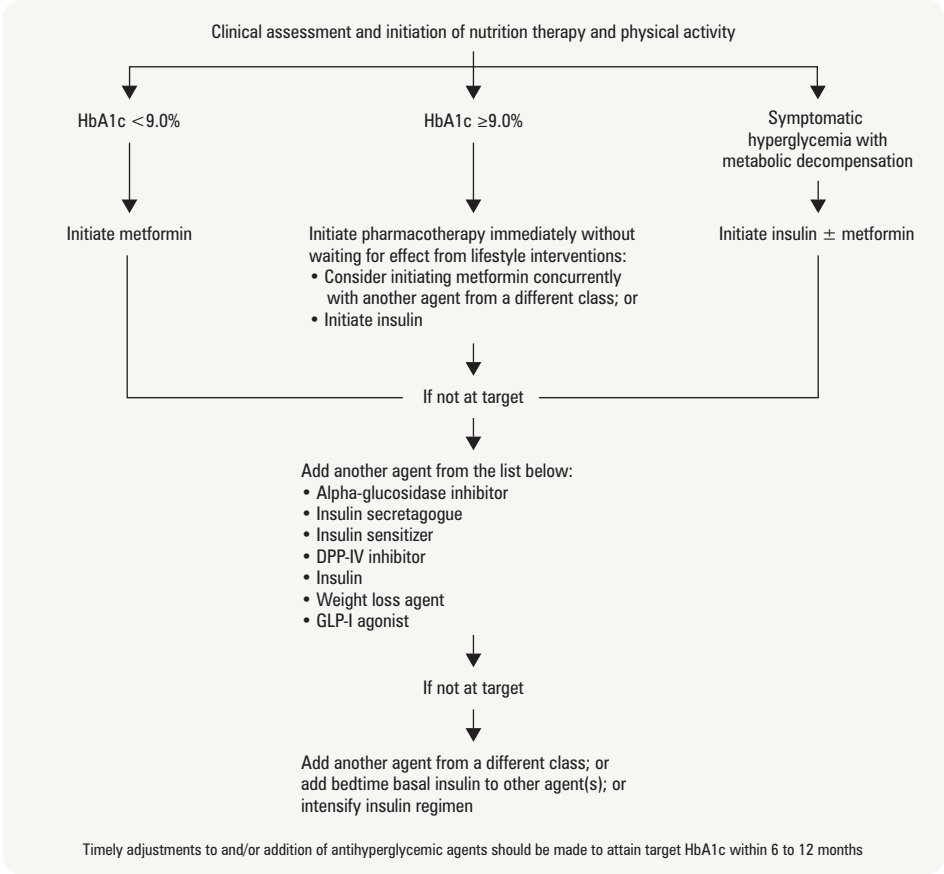 Clinical assessment and initiation of nutrition therapy and physical activity
HbA1c <9.0%
HbA1c ≥9.0%
Symptomatic
hyperglycemia with
metabolic decompensation
Initiate metformin
Initiate pharmacotherapy immediately without
waiting for effect from lifestyle interventions:
• Consider initiating metformin concurrently
with another agent from a different class; or
• Initiate insulin
Initiate insulin ± metformin
If not at target
Add another agent from the list below:
• Alpha-glucosidase inhibitor
• Insulin secretagogue
• Insulin sensitizer
• DPP-IV inhibitor
• Insulin
• Weight loss agent
• GLP-I agonist
If not at target
Add another agent from a different class; or
add bedtime basal insulin to other agent(s); or
intensify insulin regimen
Timely adjustments to and/or addition of antihyperglycemic agents should be made to attain target HbA1c within 6 to 12 months